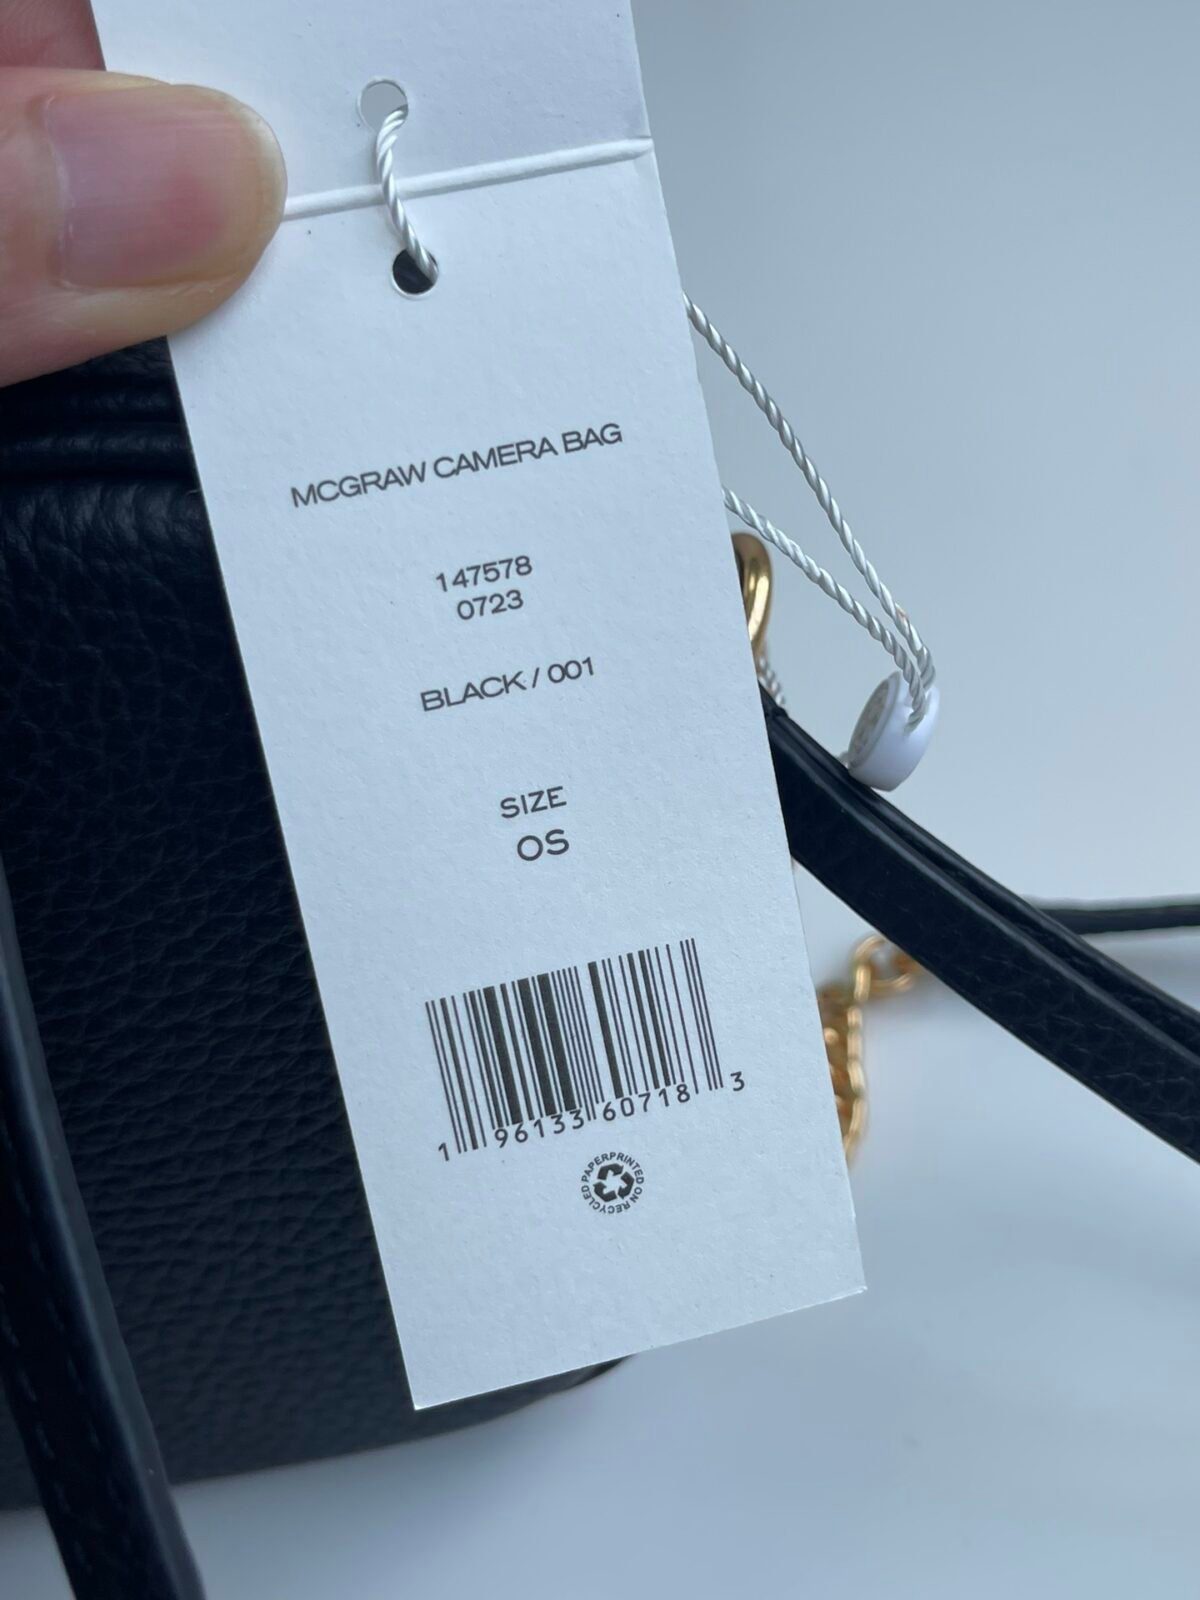 MCGRAW CAMERA BAG
147578
0723
BLACK / 001
SIZE
OS
1 96133 60718 3
PRINTED ON RECYCLED PAPER